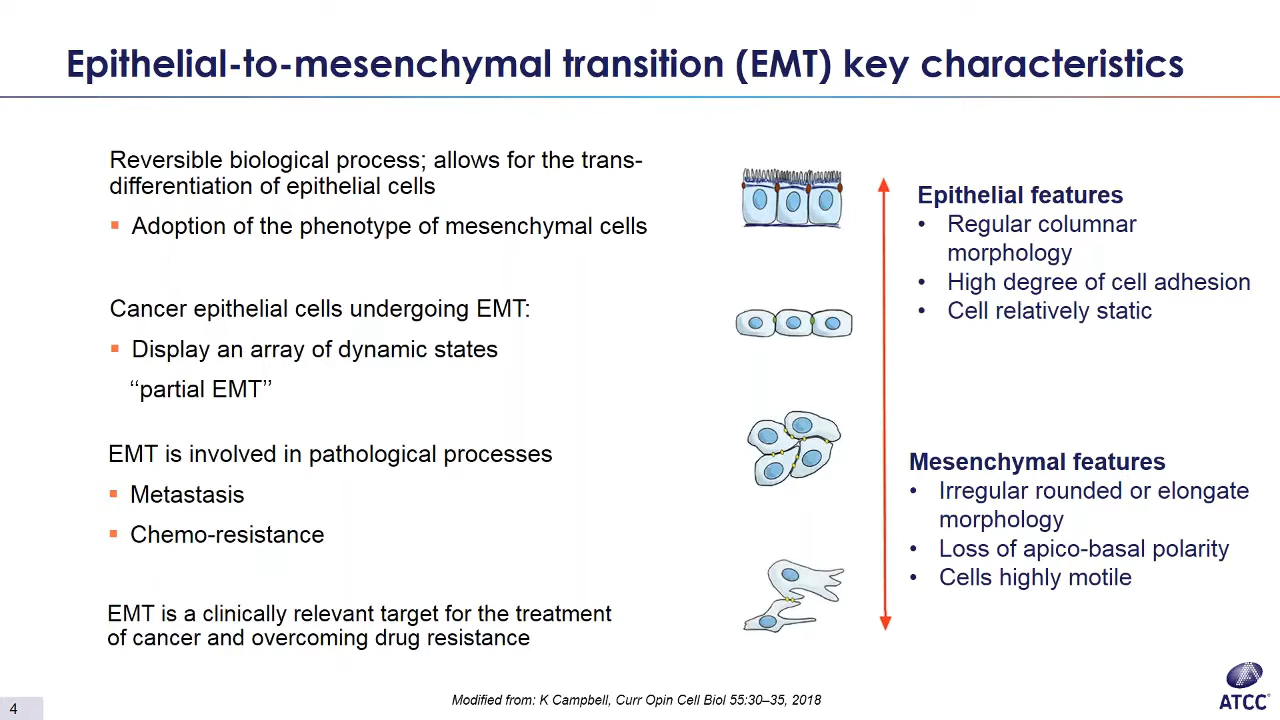 Epithelial-to-mesenchymal transition (EMT) key characteristics
Reversible biological process; allows for the trans-
differentiation of epithelial cells
▪ Adoption of the phenotype of mesenchymal cells
Cancer epithelial cells undergoing EMT:
▪ Display an array of dynamic states
‘‘partial EMT’’
EMT is involved in pathological processes
▪ Metastasis
▪ Chemo-resistance
EMT is a clinically relevant target for the treatment
of cancer and overcoming drug resistance
Epithelial features
• Regular columnar
morphology
• High degree of cell adhesion
• Cell relatively static
Mesenchymal features
• Irregular rounded or elongate
morphology
• Loss of apico-basal polarity
• Cells highly motile
Modified from: K Campbell, Curr Opin Cell Biol 55:30–35, 2018
4
ATCC®